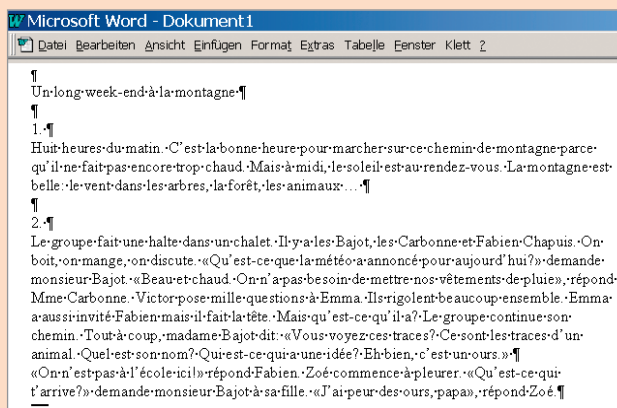 W Microsoft Word - Dokument1
Datei Bearbeiten Ansicht Einfügen Format Extras Tabelle Fenster Klett ?
¶
Un·long·week-end·à·la·montagne·¶
¶
1.·¶
Huit·heures·du·matin.·C'est·la·bonne·heure·pour·marcher·sur·ce·chemin·de·montagne·parce·
qu'il·ne·fait·pas·encore·trop·chaud.·Mais·à·midi,·le·soleil·est·au·rendez-vous.·La·montagne·est·
belle:·le·vent·dans·les·arbres,·la·forêt,·les·animaux·…·¶
¶
2.·¶
Le·groupe·fait·une·halte·dans·un·chalet.·Il·y·a·les·Bajot,·les·Carbonne·et·Fabien·Chapuis.·On·
boit,·on·mange,·on·discute.·«Qu'est-ce·que·la·météo·a·annoncé·pour·aujourd'hui?»·demande·
monsieur·Bajot.·«Beau·et·chaud.·On·n'a·pas·besoin·de·mettre·nos·vêtements·de·pluie»,·répond·
Mme·Carbonne.·Victor·pose·mille·questions·à·Emma.·Ils·rigolent·beaucoup·ensemble.·Emma·
a·aussi·invité·Fabien·mais·il·fait·la·tête.·Mais·qu'est-ce·qu'il·a?·Le·groupe·continue·son·
chemin.·Tout·à·coup,·madame·Bajot·dit:·«Vous·voyez·ces·traces?·Ce·sont·les·traces·d'un·
animal.·Quel·est·son·nom?·Qui·est-ce·qui·a·une·idée?·Eh·bien,·c'est·un·ours.»·¶
«On·n'est·pas·à·l'école·ici!»·répond·Fabien.·Zoé·commence·à·pleurer.·«Qu'est-ce·qui·
t'arrive?»·demande·monsieur·Bajot·à·sa·fille.·«J'ai·peur·des·ours,·papa»,·répond·Zoé.¶